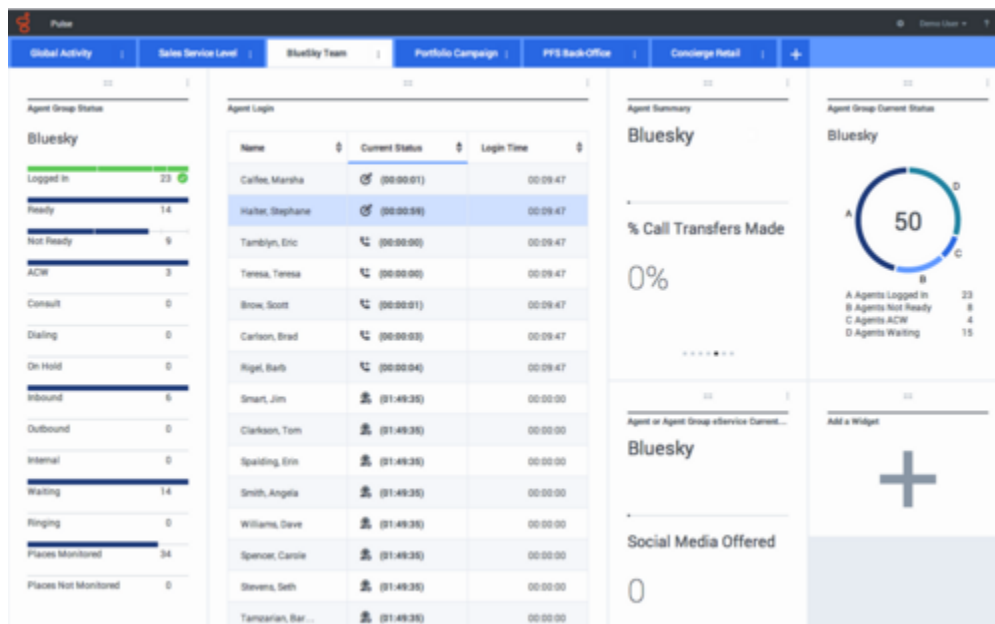 Pulse
Demo User
?
Global Activity
Sales Service Level
BlueSky Team
Portfolio Campaign
PFS Back-Office
Concierge Retail
+
Agent Group Status
Bluesky
Logged In 23
Ready 14
Not Ready 9
ACW 3
Consult 0
Dialing 0
On Hold 0
Inbound 6
Outbound 0
Internal 0
Waiting 14
Ringing 0
Places Monitored 34
Places Not Monitored 0
Agent Login
Name Current Status Login Time
Calfee, Marsha (00:00:01) 00:09:47
Halter, Stephane (00:00:59) 00:09:47
Tamblyn, Eric (00:00:00) 00:09:47
Teresa, Teresa (00:00:00) 00:09:47
Brow, Scott (00:00:01) 00:09:47
Carlson, Brad (00:00:03) 00:09:47
Rigel, Barb (00:00:04) 00:09:47
Smart, Jim (01:49:35) 00:00:00
Clarkson, Tom (01:49:35) 00:00:00
Spalding, Erin (01:49:35) 00:00:00
Smith, Angela (01:49:35) 00:00:00
Williams, Dave (01:49:35) 00:00:00
Spencer, Carole (01:49:35) 00:00:00
Stevens, Seth (01:49:35) 00:00:00
Tamzarian, Bar... (01:49:35) 00:00:00
Agent Summary
Bluesky
% Call Transfers Made
0%
Agent Group Current Status
Bluesky
A
B
C
D
50
A Agents Logged In 23
B Agents Not Ready 8
C Agents ACW 4
D Agents Waiting 15
Agent or Agent Group eService Current...
Bluesky
Social Media Offered
0
Add a Widget